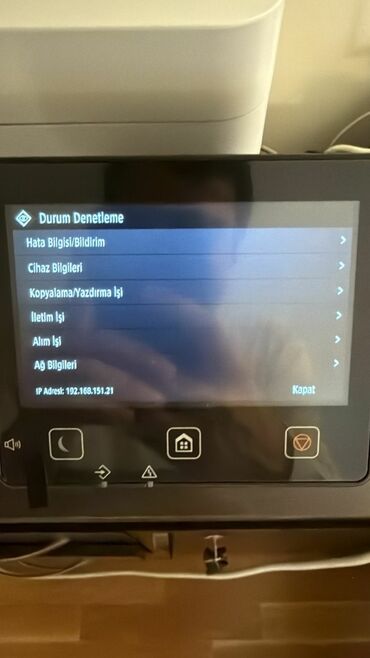 Durum Denetleme
Hata Bilgisi/Bildirim
Cihaz Bilgileri
Kopyalama/Yazdırma İşi
İletim İşi
Alım İşi
Ağ Bilgileri
IP Adresi: 192.168.151.21 Kapat